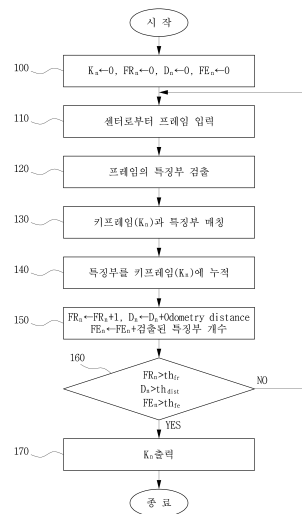 시 작
100
Kₙ←0, FRₙ←0, Dₙ←0, FEₙ←0
110
센터로부터 프레임 입력
120
프레임의 특징부 검출
130
키프레임(Kₙ)과 특징부 매칭
140
특징부를 키프레임(Kₙ)에 누적
150
FRₙ←FRₙ+1, Dₙ←Dₙ+Odometry distance
FEₙ←FEₙ+검출된 특징부 개수
160
FRₙ>th_fr
Dₙ>th_dist
FEₙ>th_fe
NO
YES
170
Kₙ출력
종 료